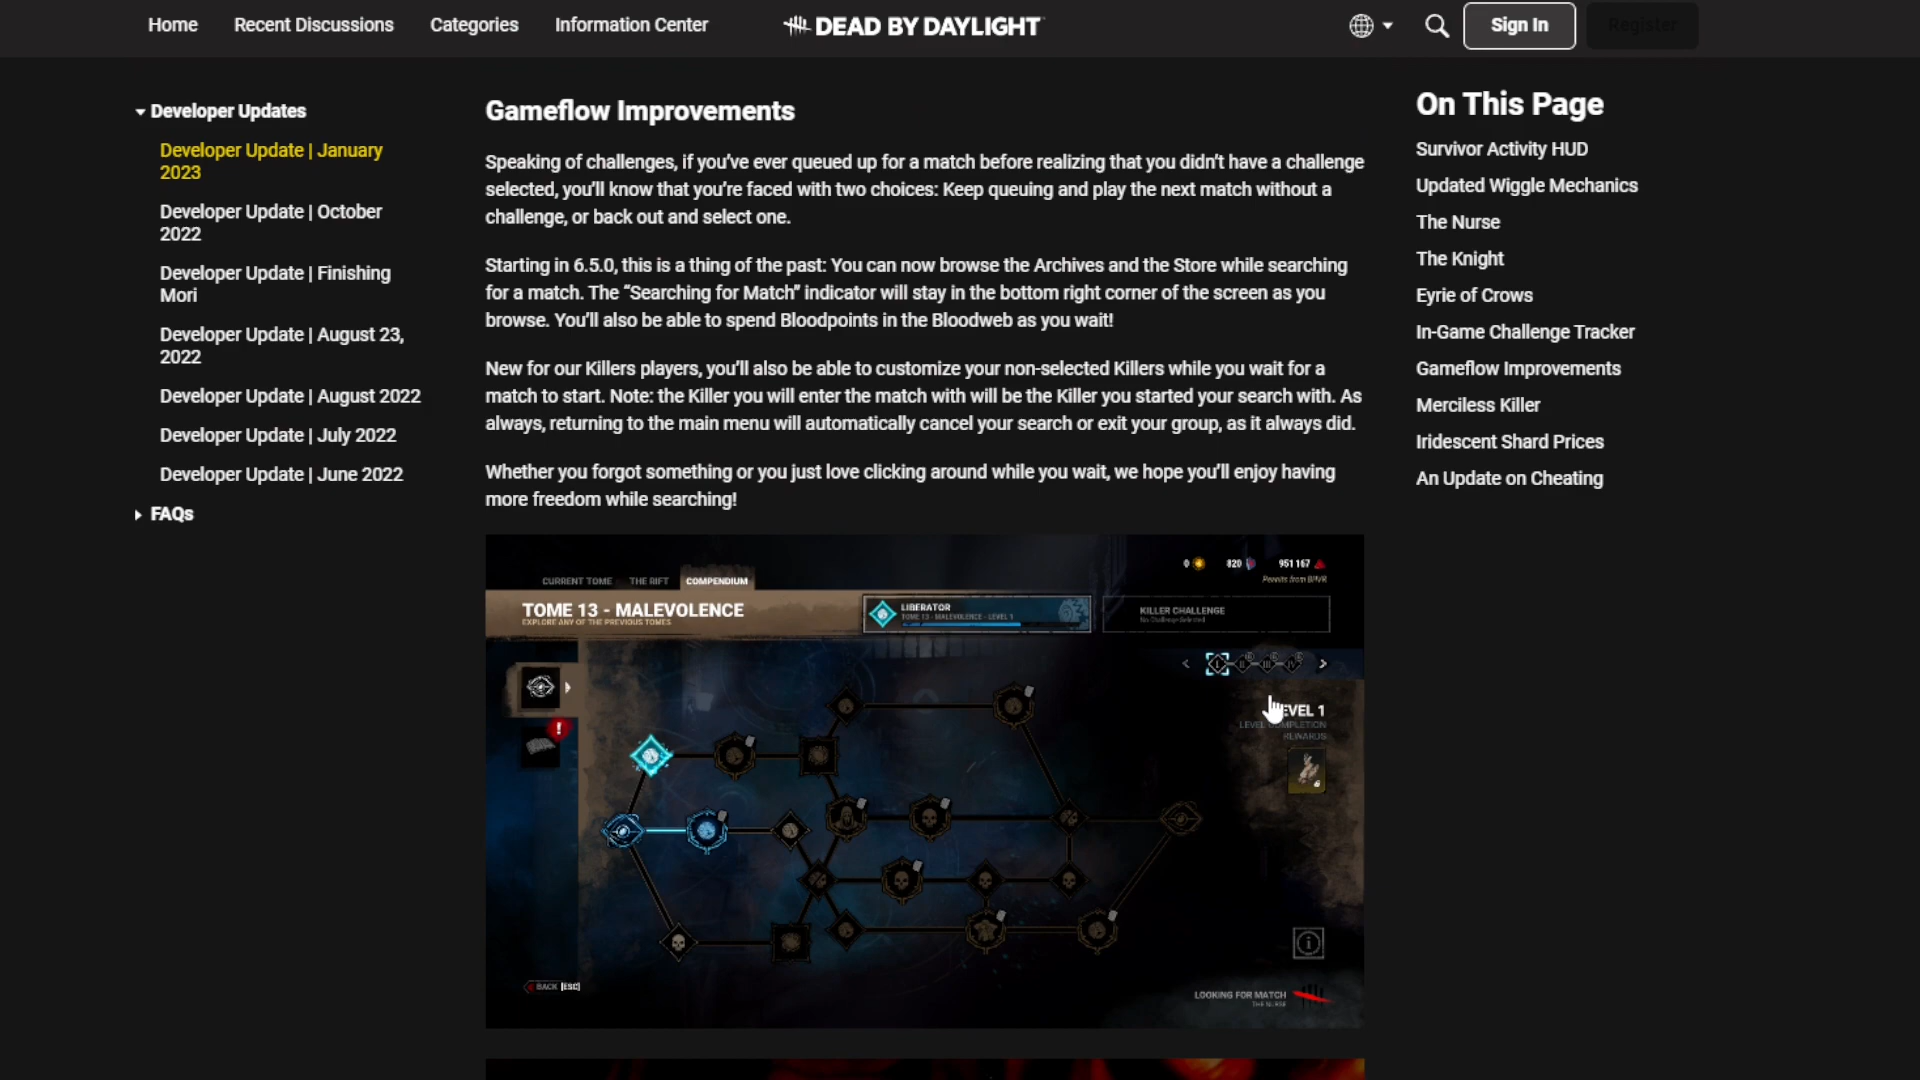 Home
Recent Discussions
Categories
Information Center
DEAD BY DAYLIGHT
Sign In
Register
Developer Updates
Developer Update | January
2023
Developer Update | October
2022
Developer Update | Finishing
Mori
Developer Update | August 23,
2022
Developer Update | August 2022
Developer Update | July 2022
Developer Update | June 2022
FAQs
Gameflow Improvements
Speaking of challenges, if you’ve ever queued up for a match before realizing that you didn’t have a challenge
selected, you’ll know that you’re faced with two choices: Keep queuing and play the next match without a
challenge, or back out and select one.
Starting in 6.5.0, this is a thing of the past: You can now browse the Archives and the Store while searching
for a match. The “Searching for Match” indicator will stay in the bottom right corner of the screen as you
browse. You’ll also be able to spend Bloodpoints in the Bloodweb as you wait!
New for our Killers players, you’ll also be able to customize your non-selected Killers while you wait for a
match to start. Note: the Killer you will enter the match with will be the Killer you started your search with. As
always, returning to the main menu will automatically cancel your search or exit your group, as it always did.
Whether you forgot something or you just love clicking around while you wait, we hope you’ll enjoy having
more freedom while searching!
CURRENT TOME
THE RIFT
COMPENDIUM
0
820
951 167
TOME 13 - MALEVOLENCE
EXPLORE ANY OF THE PREVIOUS TOMES
LIBERATOR
TOME 13 - MALEVOLENCE - LEVEL 1
KILLER CHALLENGE
No Challenge Selected
I
II
III
IV
EVEL 1
LEVEL COMPLETION
REWARDS
BACK [ESC]
LOOKING FOR MATCH
THE NURSE
On This Page
Survivor Activity HUD
Updated Wiggle Mechanics
The Nurse
The Knight
Eyrie of Crows
In-Game Challenge Tracker
Gameflow Improvements
Merciless Killer
Iridescent Shard Prices
An Update on Cheating